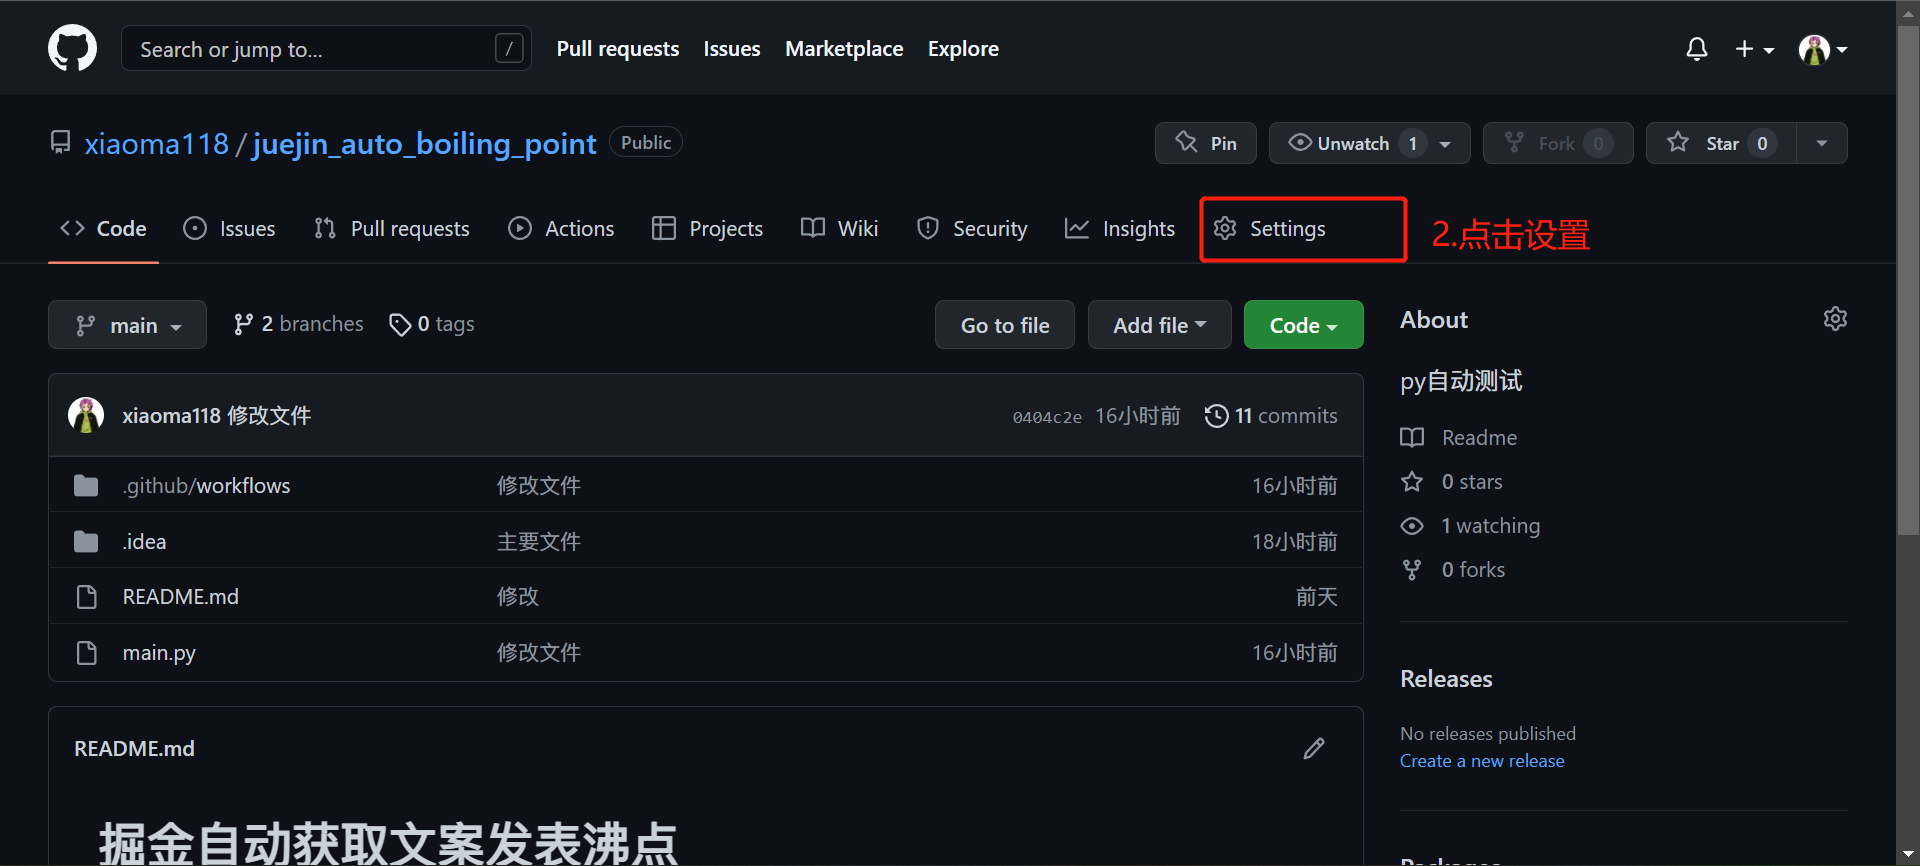 Search or jump to... /
Pull requests Issues Marketplace Explore
xiaoma118 / juejin_auto_boiling_point Public
Pin Unwatch 1 Fork 0 Star 0
Code Issues Pull requests Actions Projects Wiki Security Insights Settings
2.点击设置
main 2 branches 0 tags Go to file Add file Code
xiaoma118 修改文件 0404c2e 16小时前 11 commits
.github/workflows 修改文件 16小时前
.idea 主要文件 18小时前
README.md 修改 前天
main.py 修改文件 16小时前
README.md
掘金自动获取文案发表沸点
About
py自动测试
Readme
0 stars
1 watching
0 forks
Releases
No releases published
Create a new release